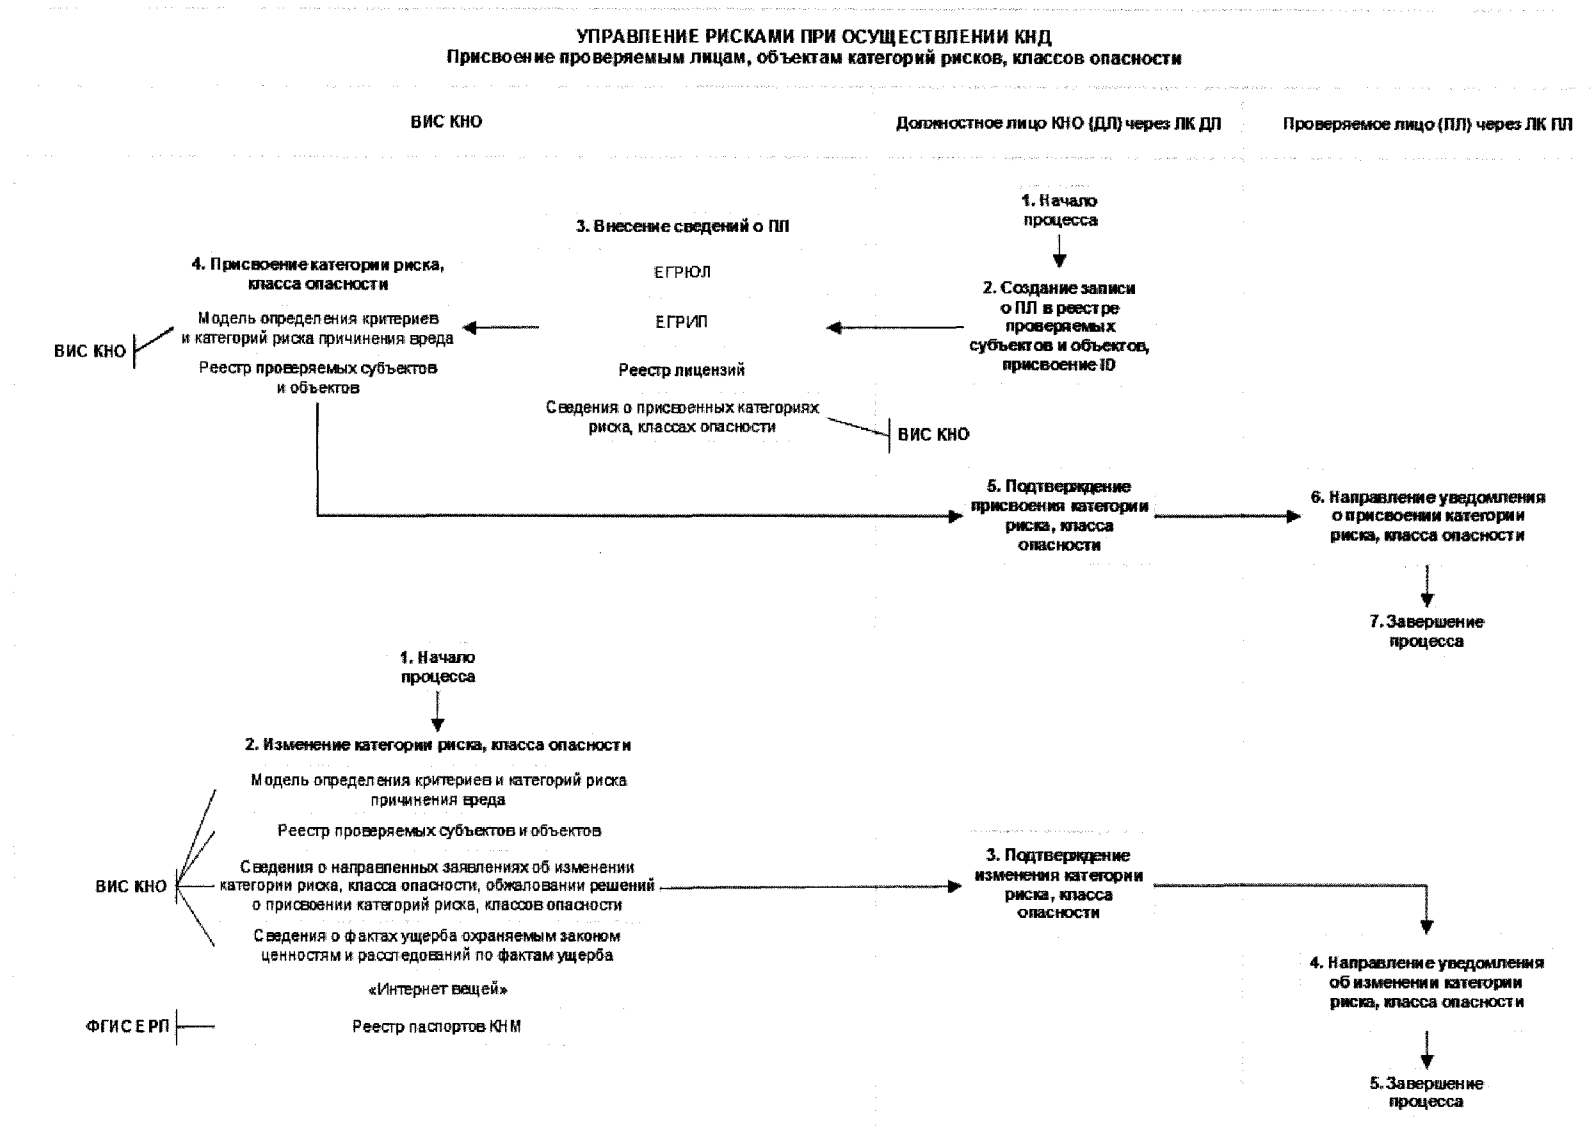 УПРАВЛЕНИЕ РИСКАМИ ПРИ ОСУЩЕСТВЛЕНИИ КНД
Присвоение проверяемым лицам, объектам категорий рисков, классов опасности
ВИС КНО
Должностное лицо КНО (ДЛ) через ЛК ДЛ
Проверяемое лицо (ПЛ) через ЛК ПЛ
1. Начало
процесса
2. Создание записи
о ПЛ в реестре
проверяемых
субъектов и объектов,
присвоение ID
3. Внесение сведений о ПЛ
ЕГРЮЛ
ЕГРИП
Реестр лицензий
Сведения о присвоенных категориях
риска, классах опасности
ВИС КНО
4. Присвоение категории риска,
класса опасности
Модель определения критериев
и категорий риска причинения вреда
Реестр проверяемых субъектов
и объектов
ВИС КНО
5. Подтверждение
присвоения категории
риска, класса
опасности
6. Направление уведомления
о присвоении категории
риска, класса опасности
7. Завершение
процесса
1. Начало
процесса
2. Изменение категории риска, класса опасности
Модель определения критериев и категорий риска
причинения вреда
Реестр проверяемых субъектов и объектов
Сведения о направленных заявлениях об изменении
категории риска, класса опасности, обжаловании решений
о присвоении категорий риска, классов опасности
Сведения о фактах ущерба охраняемым законом
ценностям и расследований по фактам ущерба
«Интернет вещей»
Реестр паспортов КНМ
ВИС КНО
ФГИС ЕРП
3. Подтверждение
изменения категории
риска, класса
опасности
4. Направление уведомления
об изменении категории
риска, класса опасности
5. Завершение
процесса